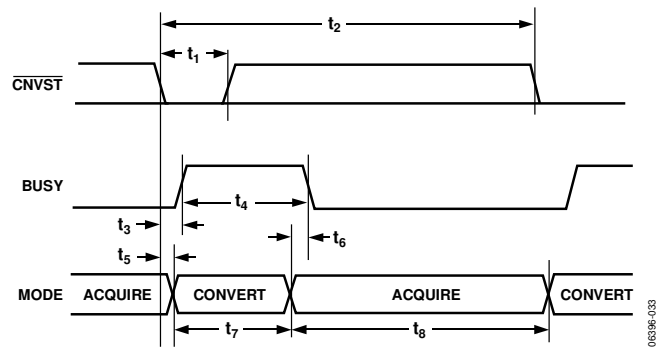 t2
t1
CNVST
BUSY
t4
t3
t6
t5
MODE ACQUIRE CONVERT ACQUIRE CONVERT
t7 t8
06396-033